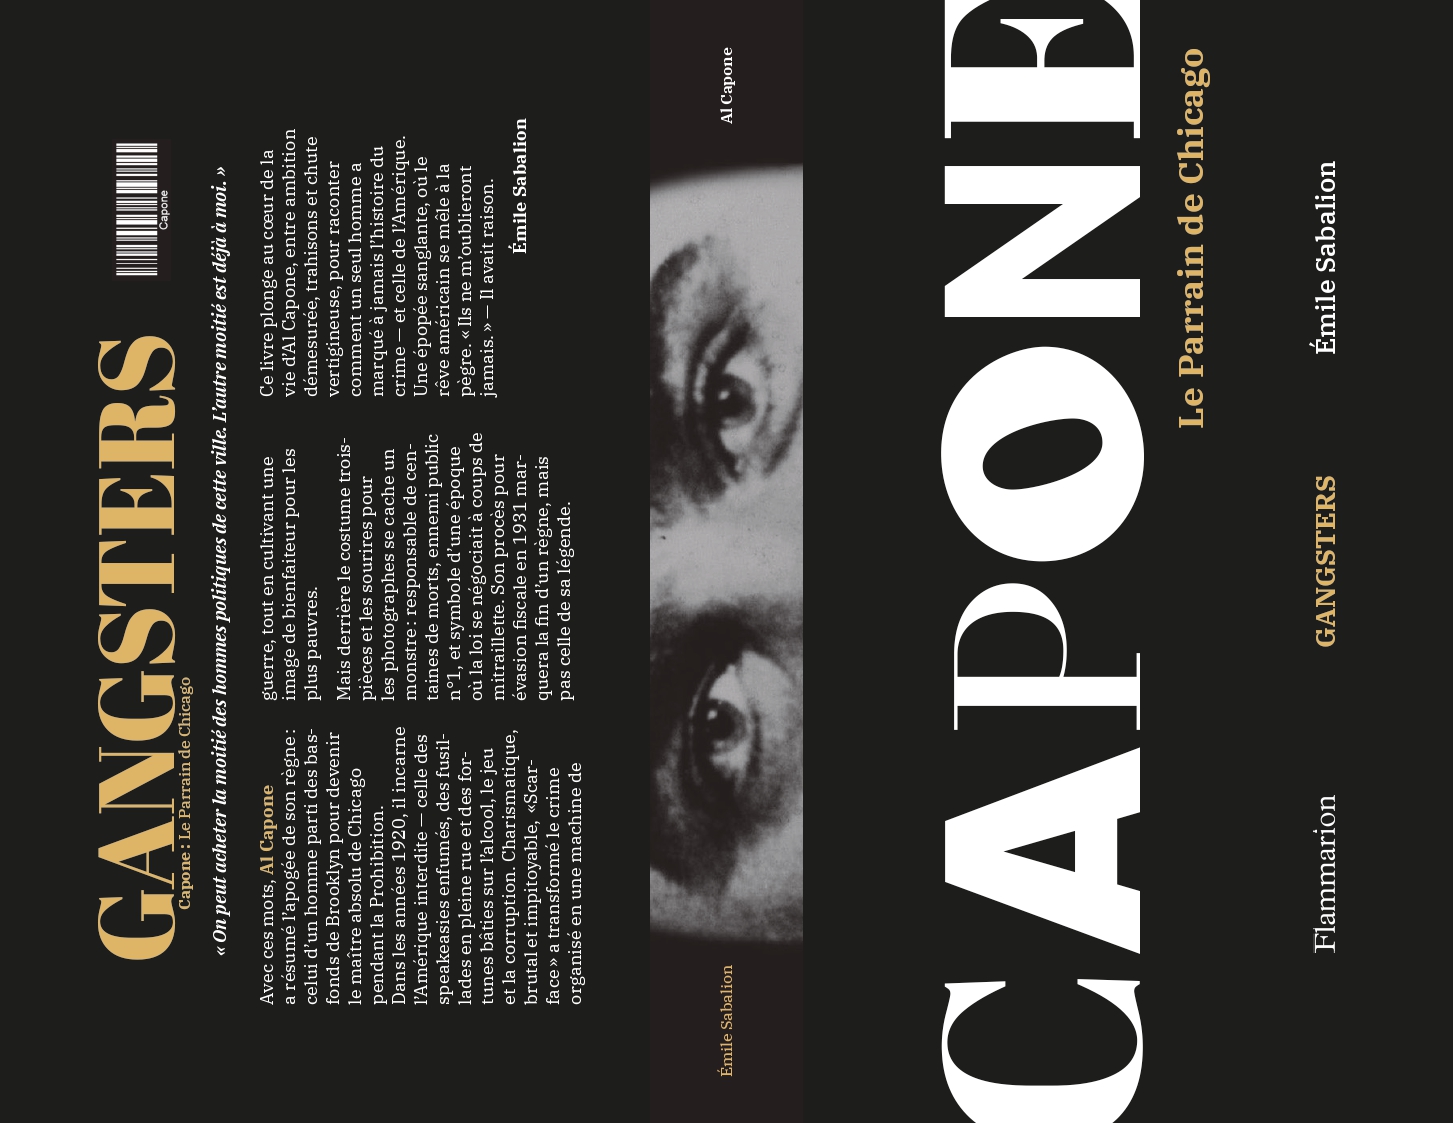 GANGSTERS
Capone : Le Parrain de Chicago
Capone
« On peut acheter la moitié des hommes politiques de cette ville. L’autre moitié est déjà à moi. »
Avec ces mots, Al Capone
a résumé l’apogée de son règne :
celui d’un homme parti des bas-
fonds de Brooklyn pour devenir
le maître absolu de Chicago
pendant la Prohibition.
Dans les années 1920, il incarne
l’Amérique interdite — celle des
speakeasies enfumés, des fusil-
lades en pleine rue et des for-
tunes bâties sur l’alcool, le jeu
et la corruption. Charismatique,
brutal et impitoyable, «Scar-
face » a transformé le crime
organisé en une machine de
guerre, tout en cultivant une
image de bienfaiteur pour les
plus pauvres.
Mais derrière le costume trois-
pièces et les sourires pour
les photographes se cache un
monstre : responsable de cen-
taines de morts, ennemi public
n°1, et symbole d’une époque
où la loi se négociait à coups de
mitraillette. Son procès pour
évasion fiscale en 1931 mar-
quera la fin d’un règne, mais
pas celle de sa légende.
Ce livre plonge au cœur de la
vie d’Al Capone, entre ambition
démesurée, trahisons et chute
vertigineuse, pour raconter
comment un seul homme a
marqué à jamais l’histoire du
crime — et celle de l’Amérique.
Une épopée sanglante, où le
rêve américain se mêle à la
pègre. « Ils ne m’oublieront
jamais. » — Il avait raison.
Émile Sabalion
Émile Sabalion
Al Capone
CAPONE
Le Parrain de Chicago
Flammarion
GANGSTERS
Émile Sabalion